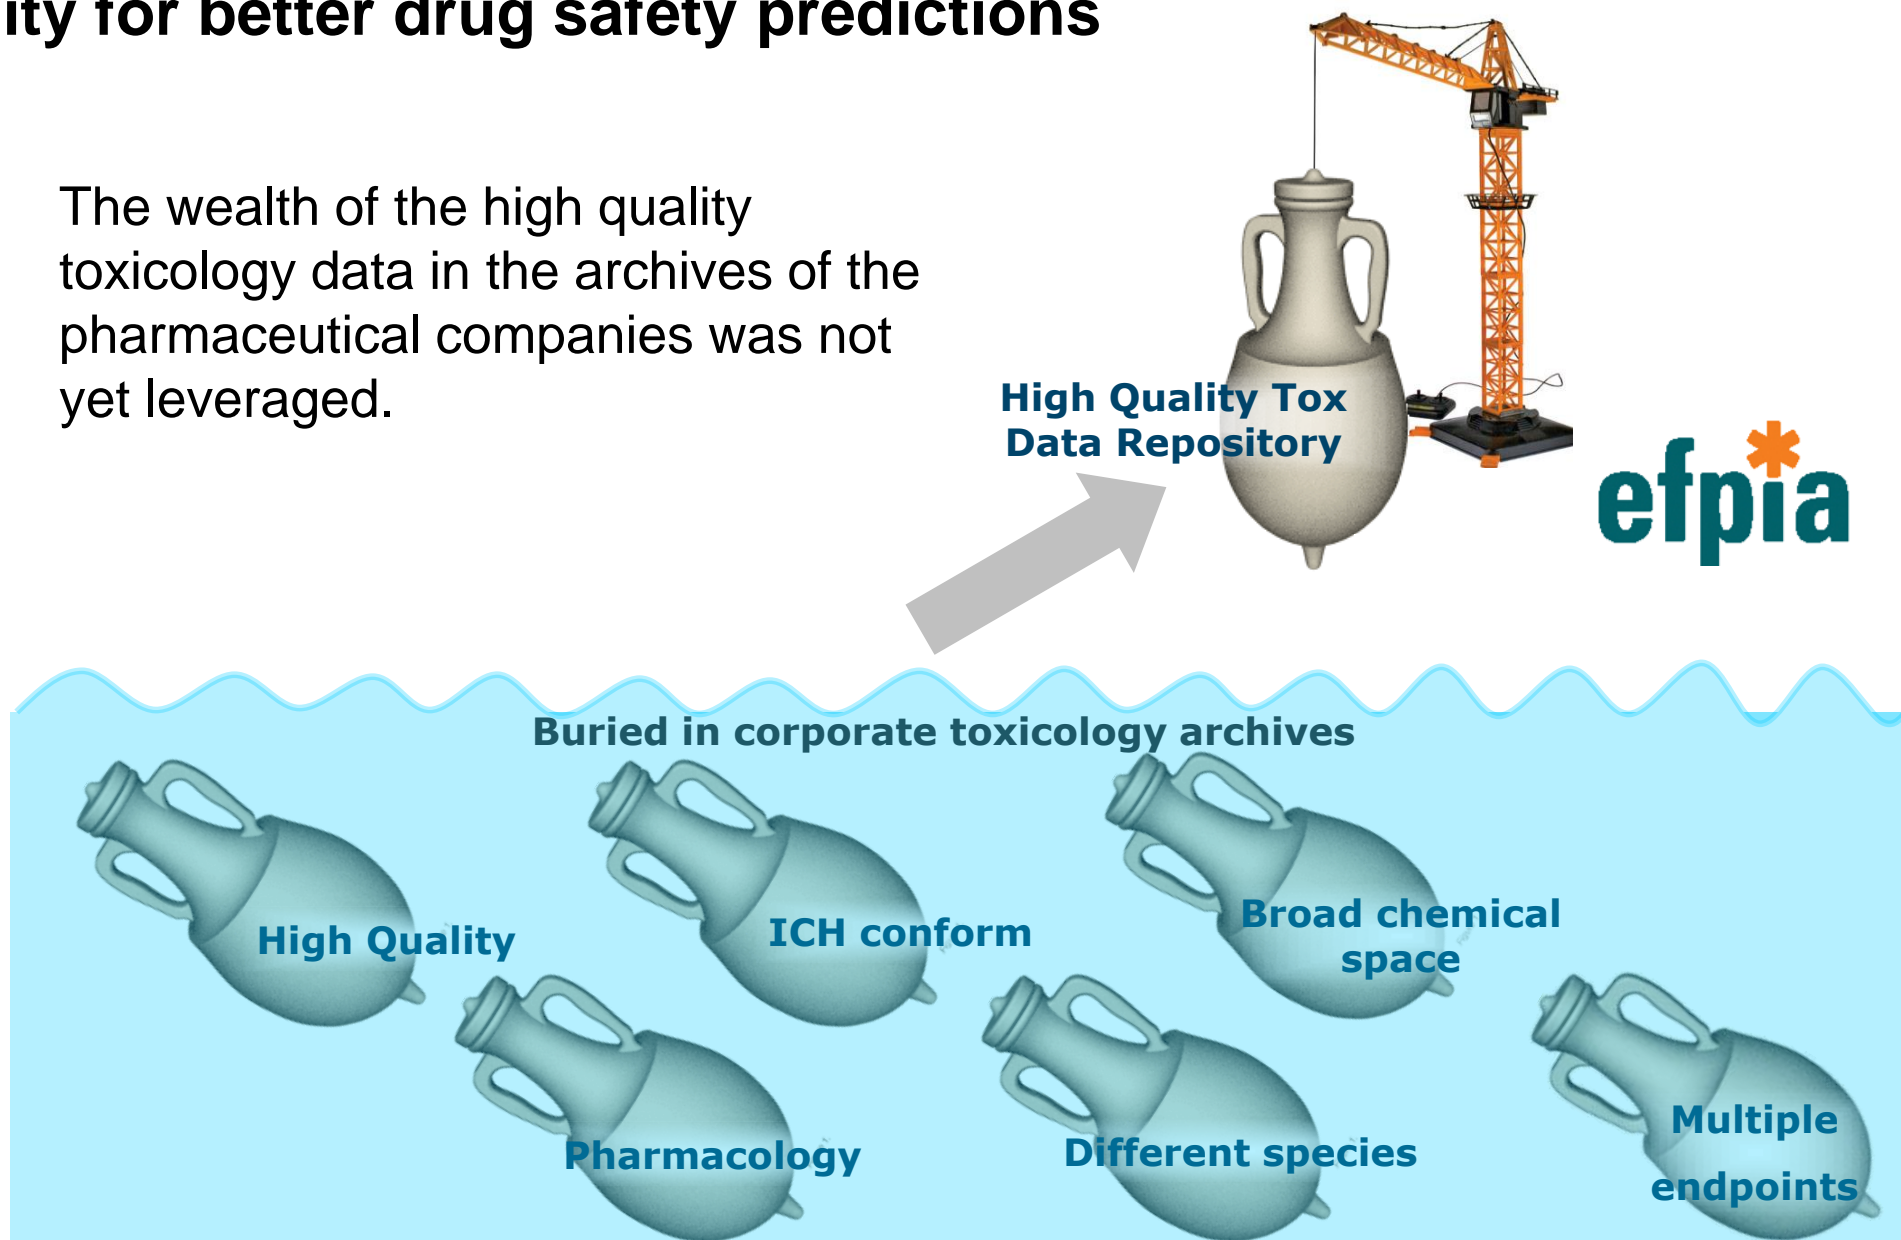 ity for better drug safety predictions
The wealth of the high quality
toxicology data in the archives of the
pharmaceutical companies was not
yet leveraged.
High Quality Tox
Data Repository
efpia
Buried in corporate toxicology archives
High Quality
ICH conform
Broad chemical
space
Pharmacology
Different species
Multiple
endpoints